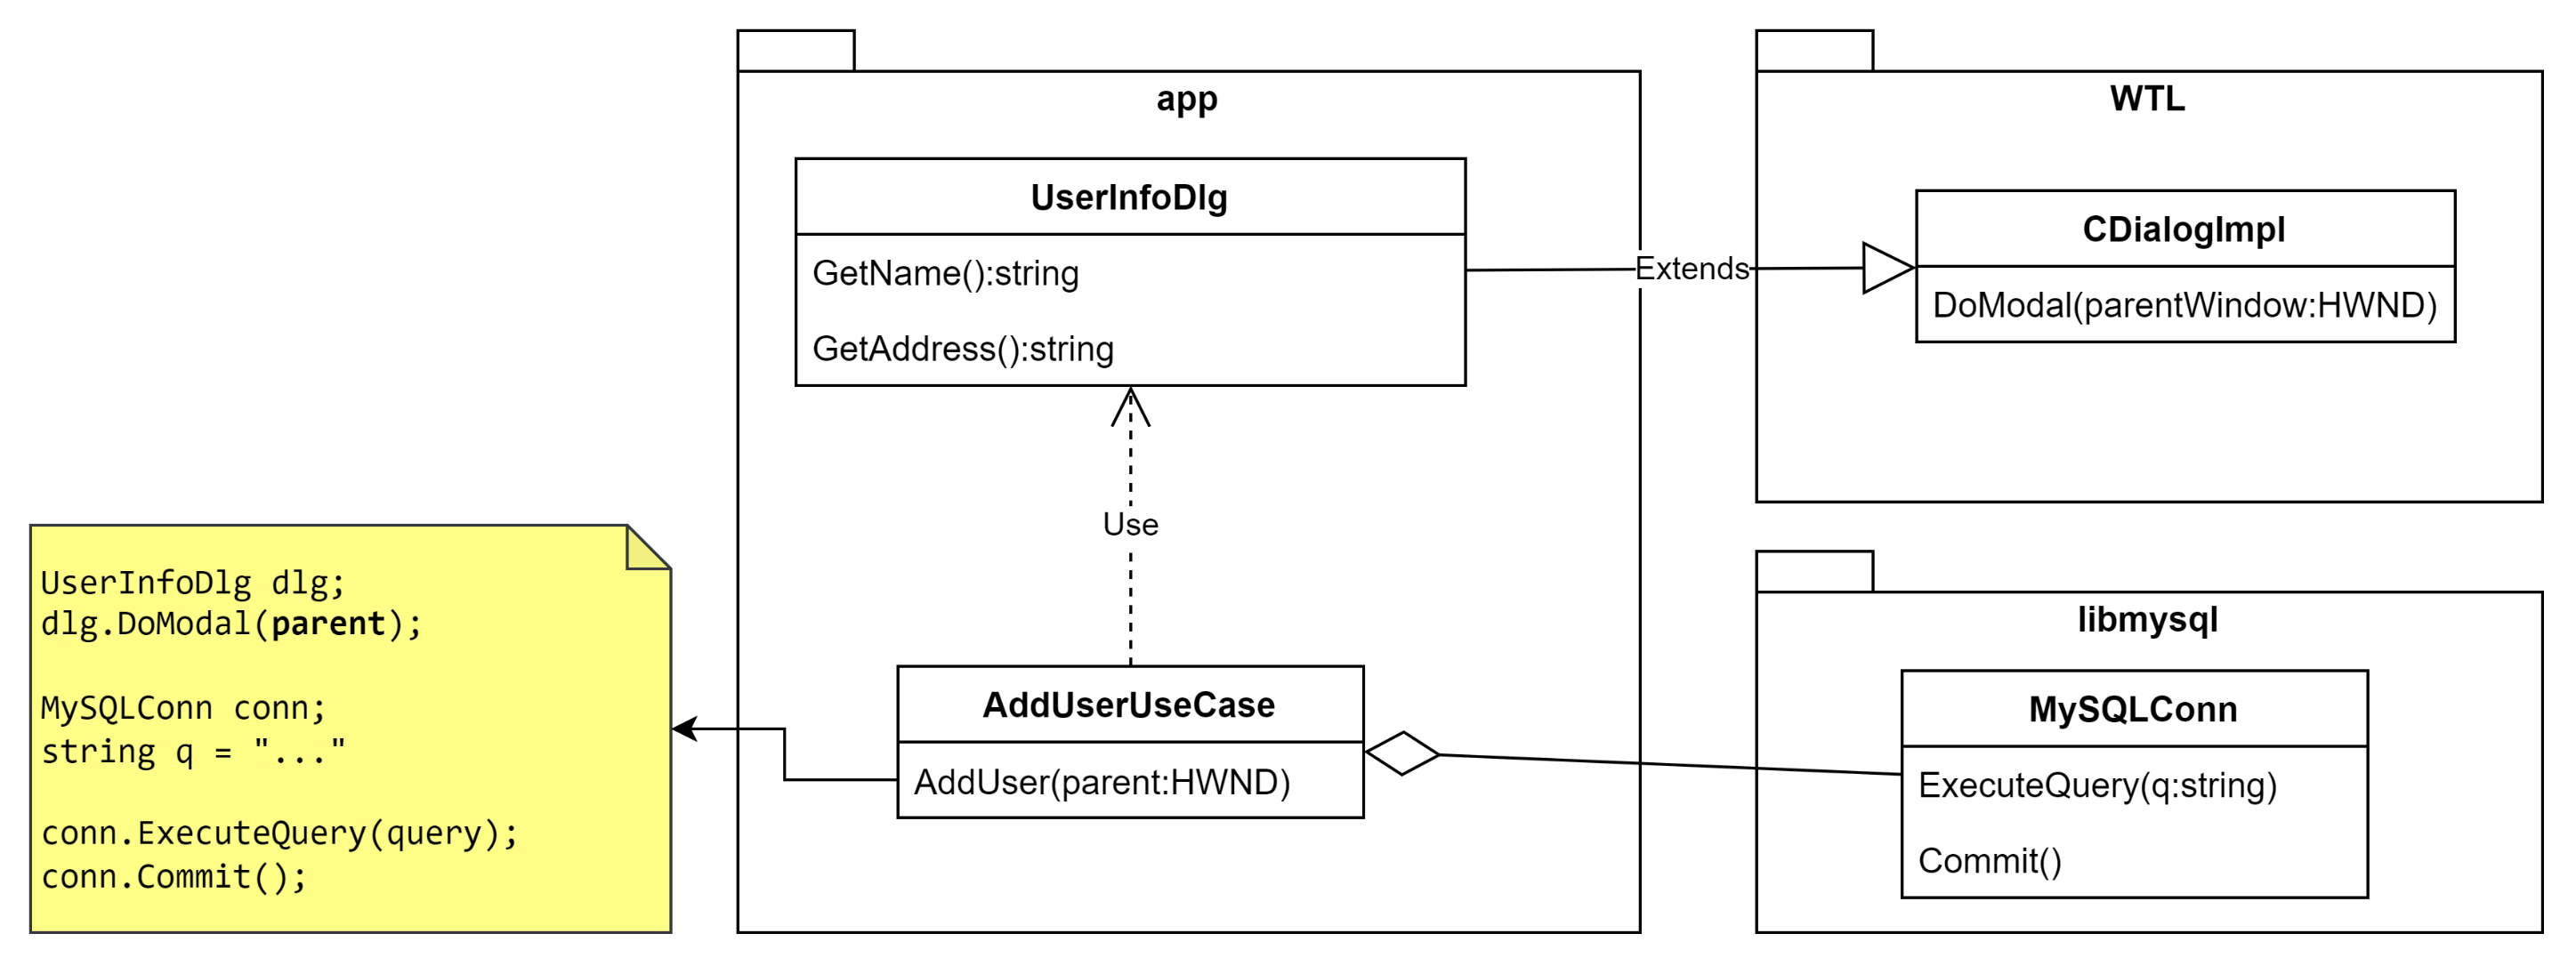 app
UserInfoDlg
GetName():string
GetAddress():string
Extends
WTL
CDialogImpl
DoModal(parentWindow:HWND)
Use
UserInfoDlg dlg;
dlg.DoModal(parent);
MySQLConn conn;
string q = "..."
conn.ExecuteQuery(query);
conn.Commit();
AddUserUseCase
AddUser(parent:HWND)
libmysql
MySQLConn
ExecuteQuery(q:string)
Commit()